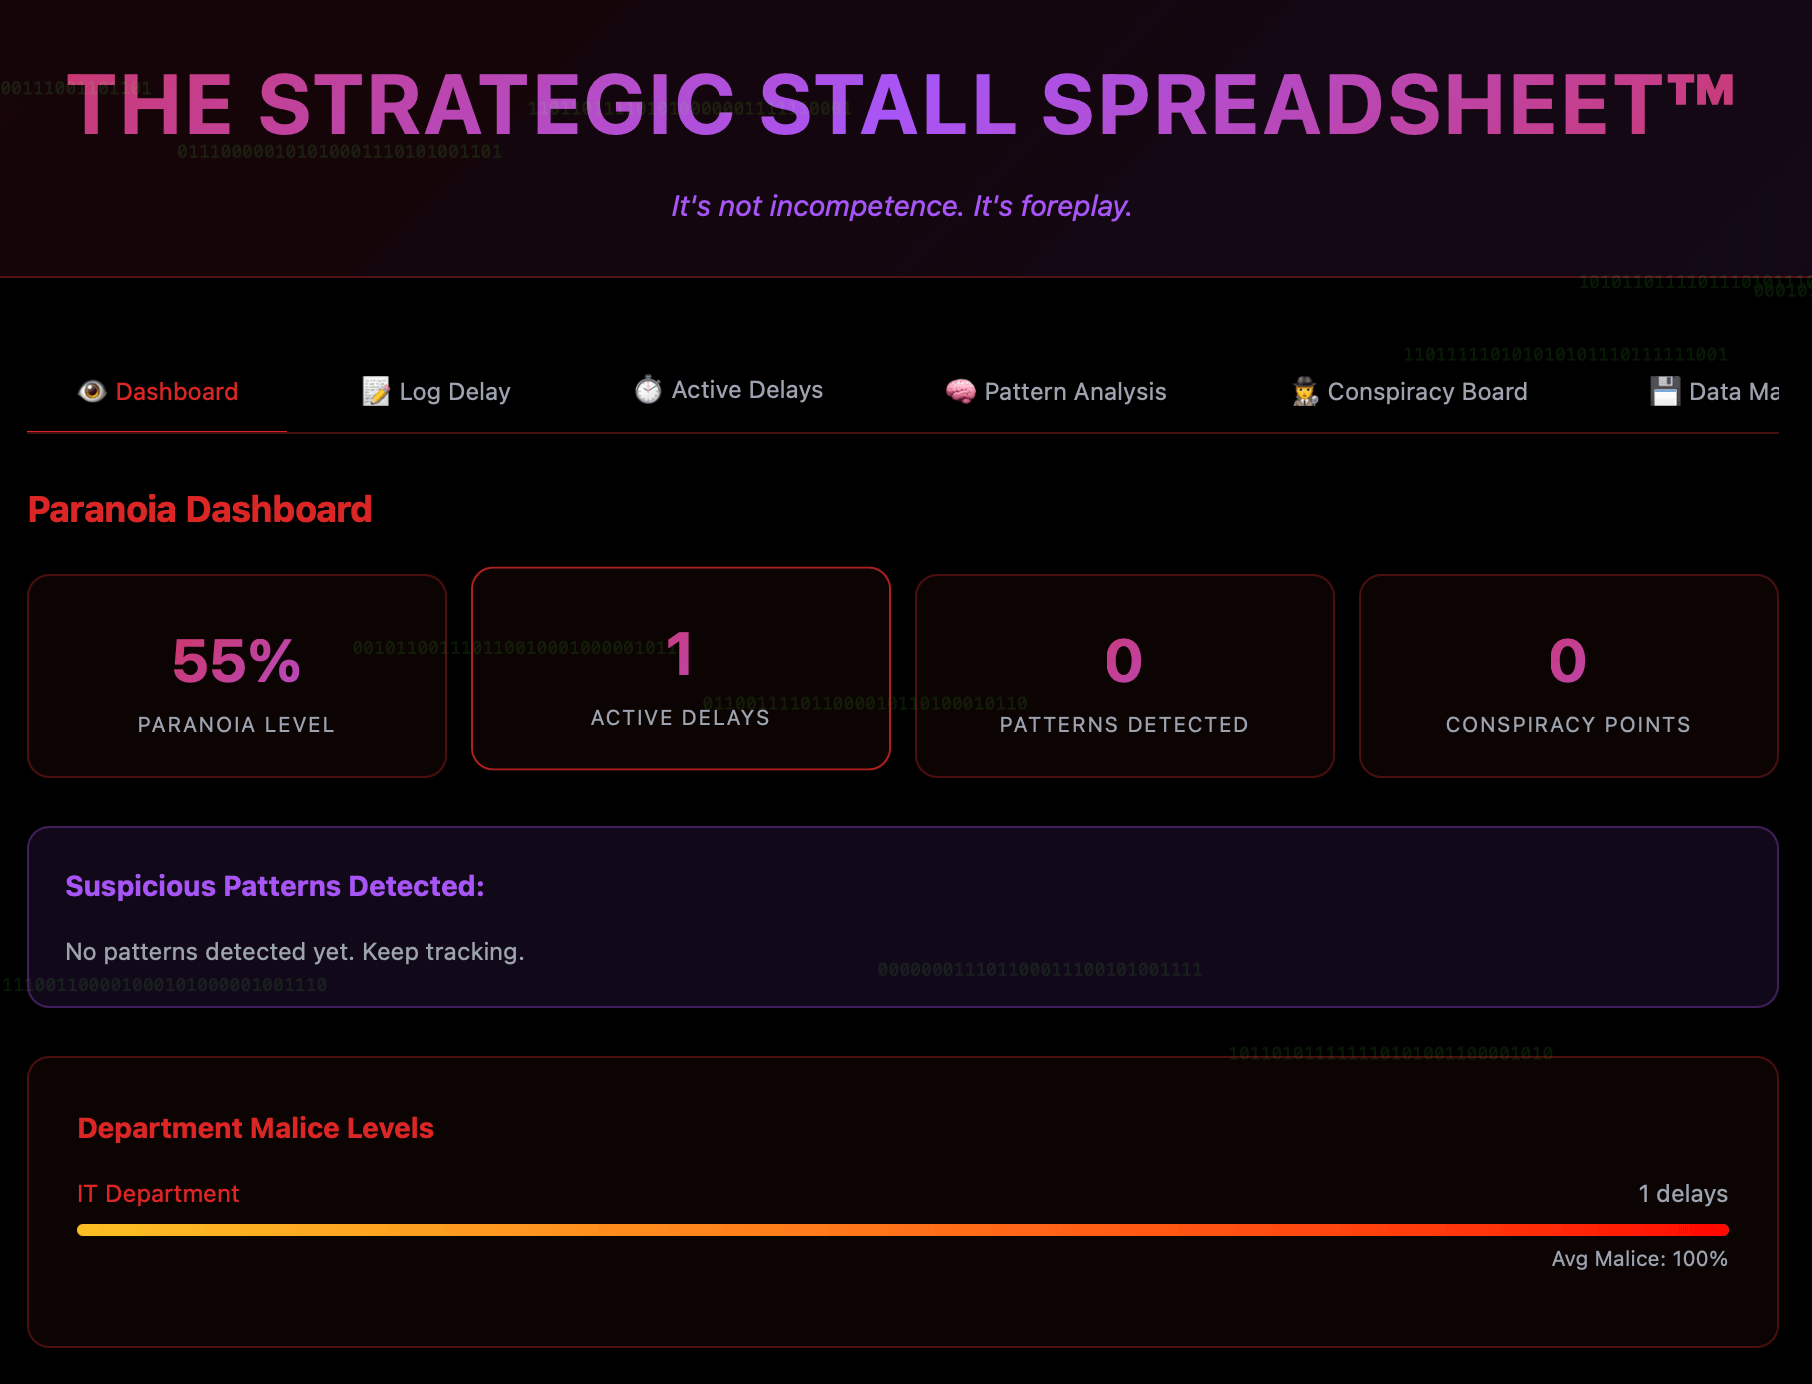 THE STRATEGIC STALL SPREADSHEET™
It's not incompetence. It's foreplay.
👁️ Dashboard
📝 Log Delay
⏱️ Active Delays
🧠 Pattern Analysis
🕵️ Conspiracy Board
💾 Data Ma
Paranoia Dashboard
55%
PARANOIA LEVEL
1
ACTIVE DELAYS
0
PATTERNS DETECTED
0
CONSPIRACY POINTS
Suspicious Patterns Detected:
No patterns detected yet. Keep tracking.
Department Malice Levels
IT Department
1 delays
Avg Malice: 100%